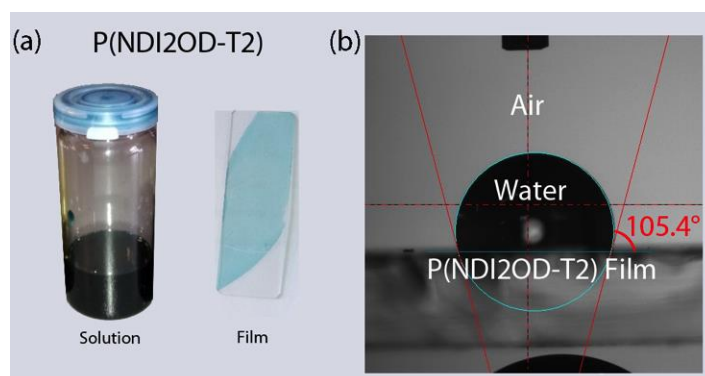 (a) P(NDI2OD-T2)
Solution
Film
(b)
Air
Water
105.4°
P(NDI2OD-T2) Film